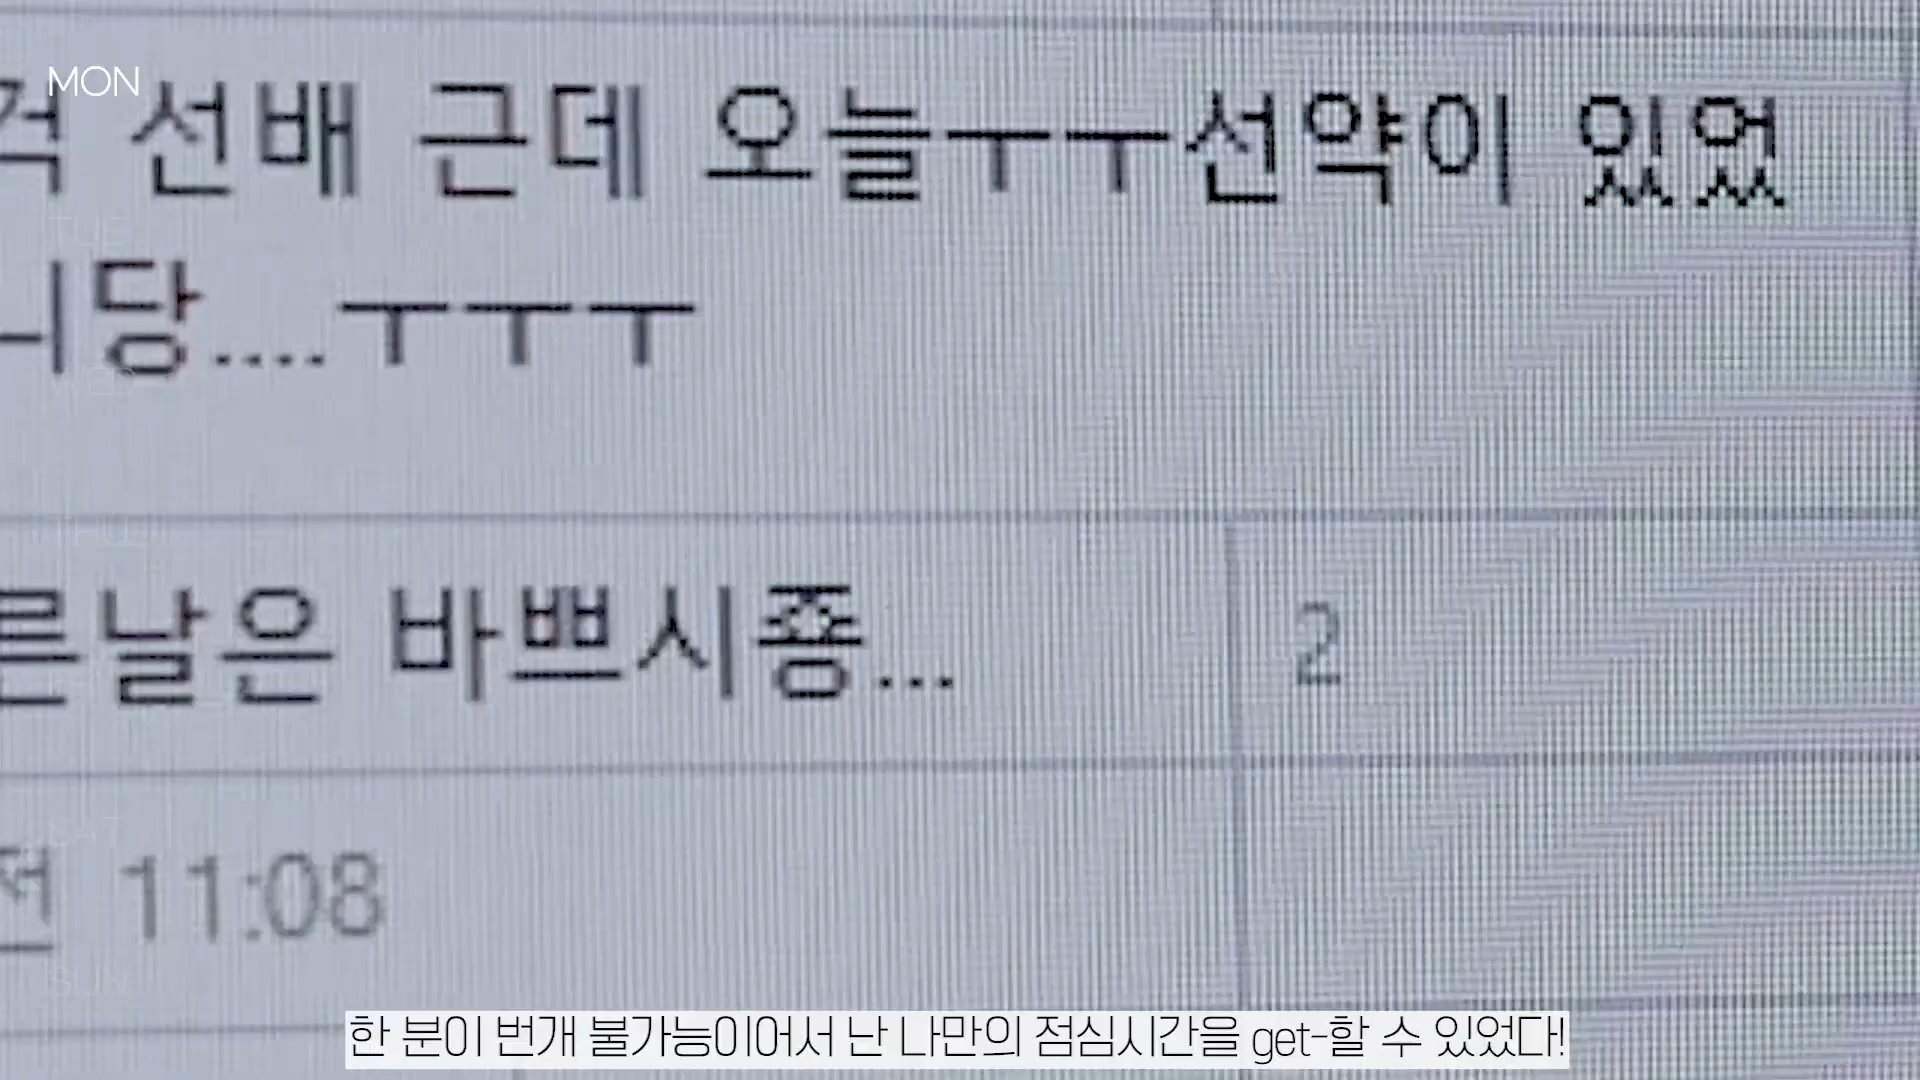 MON
선배 근데 오늘ㅜㅜ선약이 있었
니당....ㅜㅜㅜ
른날은 바쁘시죵...
2
전 11:08
한 분이 번개 불가능이어서 난 나만의 점심시간을 get-할 수 있었다!